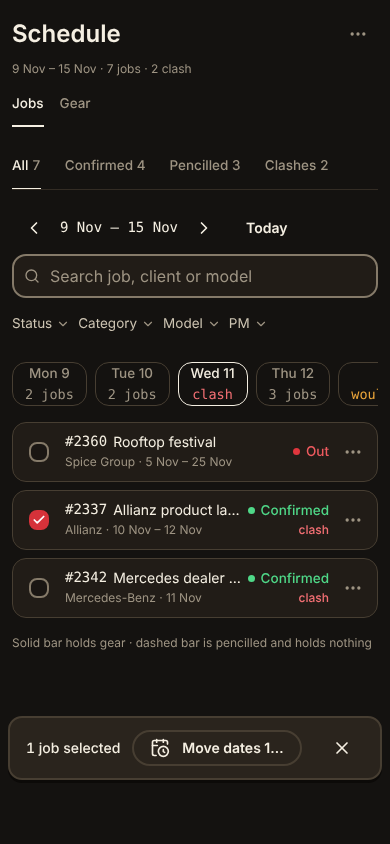 Schedule
9 Nov – 15 Nov · 7 jobs · 2 clash
Jobs Gear
All 7 Confirmed 4 Pencilled 3 Clashes 2
9 Nov – 15 Nov Today
Search job, client or model
Status Category Model PM
Mon 9 Tue 10 Wed 11 Thu 12
2 jobs 2 jobs clash 3 jobs woul
#2360 Rooftop festival Out
Spice Group · 5 Nov – 25 Nov
#2337 Allianz product la... Confirmed
Allianz · 10 Nov – 12 Nov clash
#2342 Mercedes dealer ... Confirmed
Mercedes-Benz · 11 Nov clash
Solid bar holds gear · dashed bar is pencilled and holds nothing
1 job selected Move dates 1...